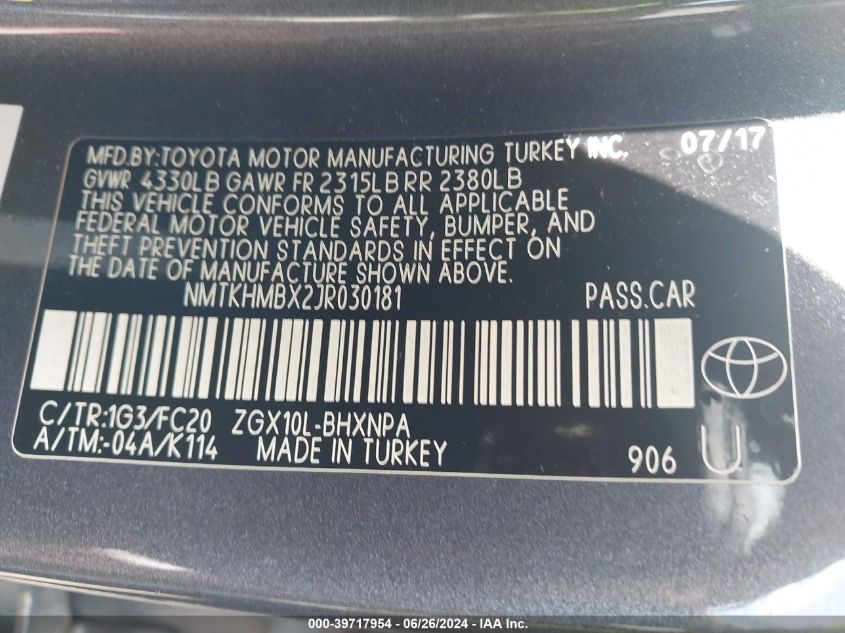 MFD.BY:TOYOTA MOTOR MANUFACTURING TURKEY INC. 07/17
GVWR 4330LB GAWR FR 2315LB RR 2380LB
THIS VEHICLE CONFORMS TO ALL APPLICABLE
FEDERAL MOTOR VEHICLE SAFETY, BUMPER, AND
THEFT PREVENTION STANDARDS IN EFFECT ON
THE DATE OF MANUFACTURE SHOWN ABOVE.
NMTKHMBX2JR030181 PASS.CAR
C/TR:1G3/FC20 ZGX10L-BHXNPA
A/TM:-04A/K114 MADE IN TURKEY 906 U
000-39717954 / 06/26/2024 - IAA Inc.